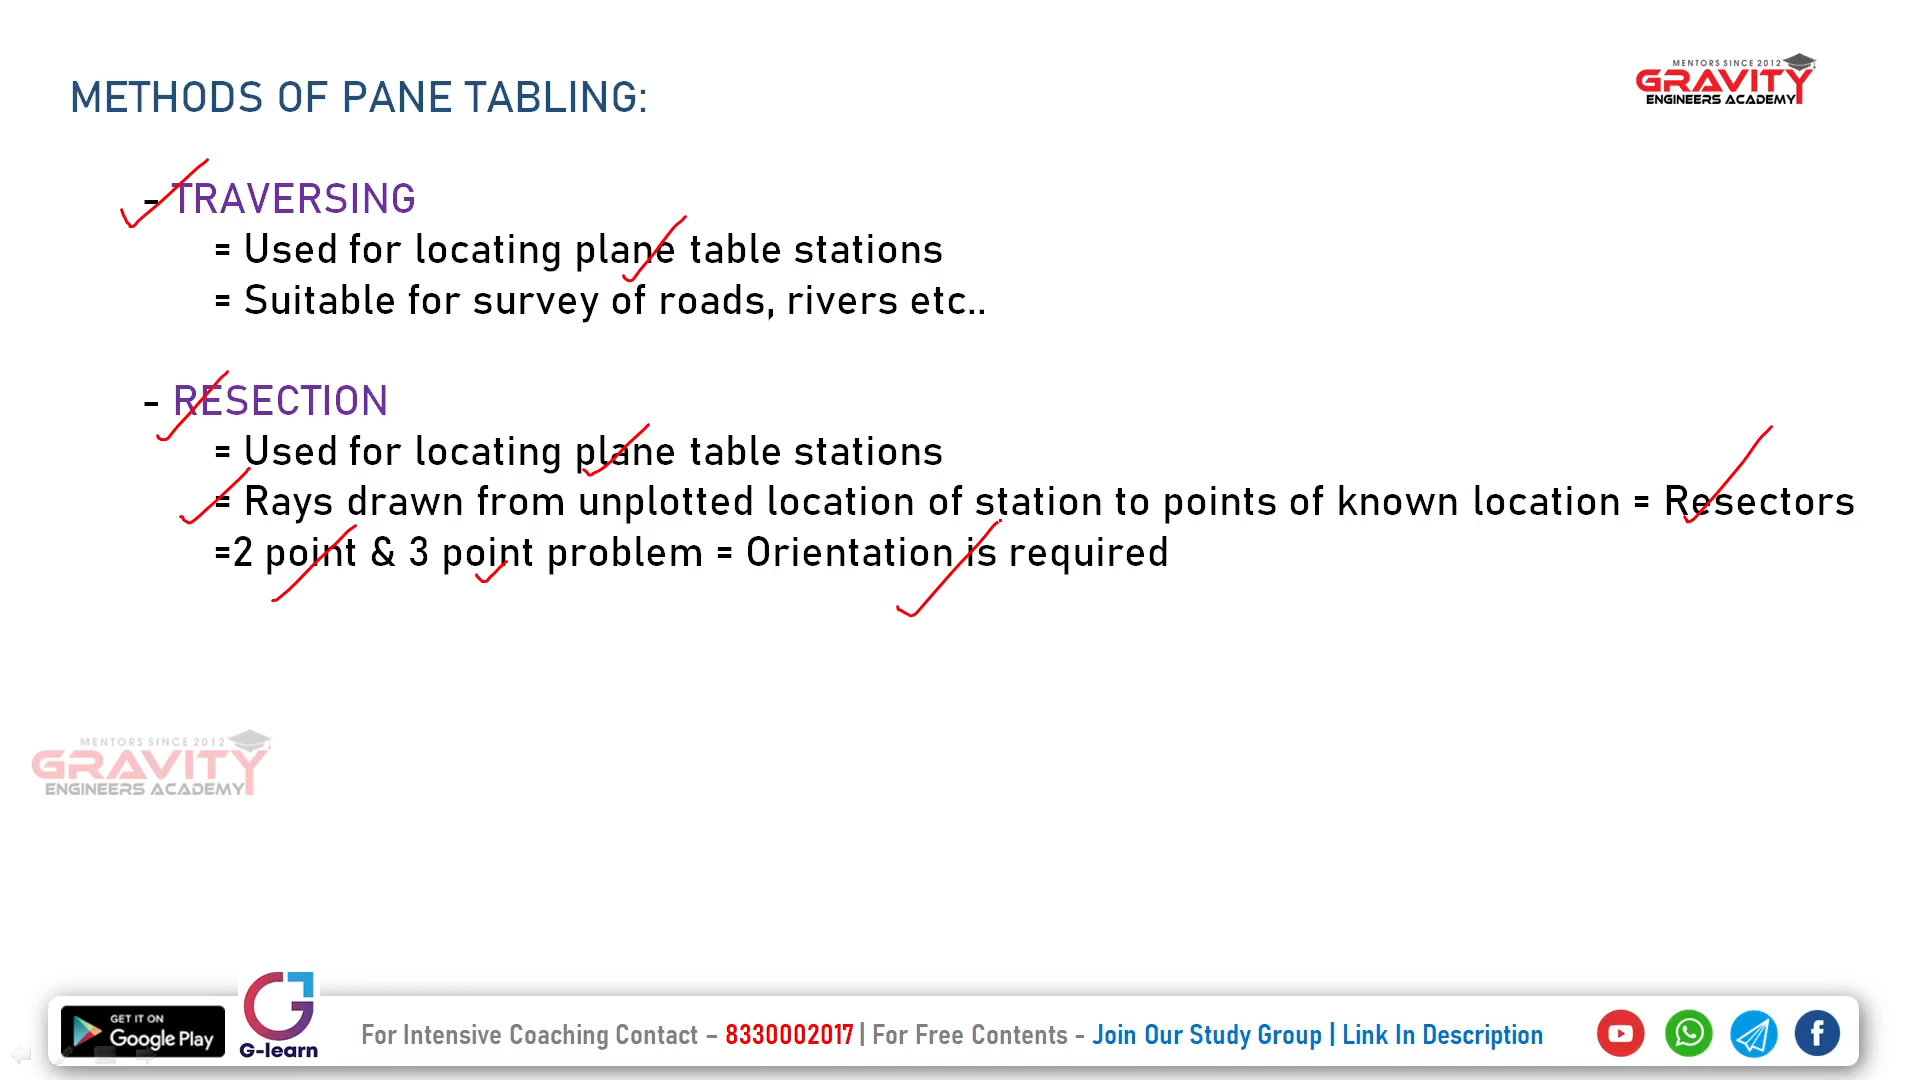 METHODS OF PANE TABLING:
MENTORS SINCE 2012
GRAVITY
ENGINEERS ACADEMY
- TRAVERSING
= Used for locating plane table stations
= Suitable for survey of roads, rivers etc..
- RESECTION
= Used for locating plane table stations
= Rays drawn from unplotted location of station to points of known location = Resectors
=2 point & 3 point problem = Orientation is required
MENTORS SINCE 2012
GRAVITY
ENGINEERS ACADEMY
GET IT ON
Google Play
G-learn
For Intensive Coaching Contact – 8330002017 | For Free Contents - Join Our Study Group | Link In Description